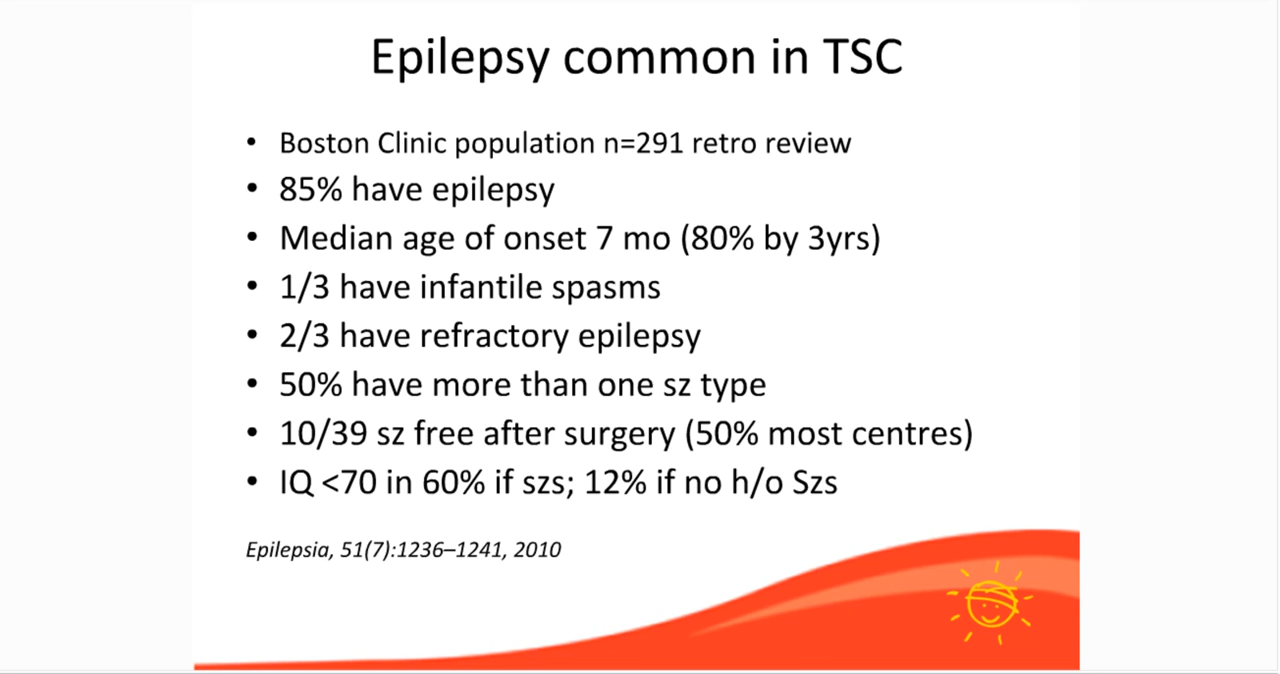 Epilepsy common in TSC
• Boston Clinic population n=291 retro review
• 85% have epilepsy
• Median age of onset 7 mo (80% by 3yrs)
• 1/3 have infantile spasms
• 2/3 have refractory epilepsy
• 50% have more than one sz type
• 10/39 sz free after surgery (50% most centres)
• IQ <70 in 60% if szs; 12% if no h/o Szs
Epilepsia, 51(7):1236–1241, 2010